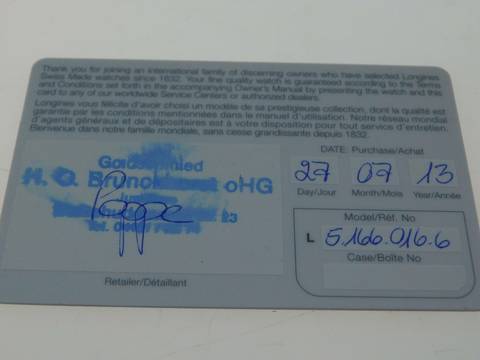 Thank you for joining an international family of discerning owners who have selected Longines
Swiss Made watches since 1832. Your fine quality watch is guaranteed according to the Terms
and Conditions set forth in the accompanying Owner's Manual by presenting the watch and this
card to any of our worldwide Service Centers or authorized dealers.
Longines vous félicite d'avoir choisi un modèle de sa prestigieuse collection, dont la qualité est
garantie par les conditions mentionnées dans le manuel d'utilisation. Notre réseau mondial
d'agents généraux et de dépositaires est à votre disposition pour tout service d'entretien.
Bienvenue dans notre famille mondiale, sans cesse grandissante depuis 1832.
DATE: Purchase/Achat
27 07 13
Day/Jour Month/Mois Year/Année
Goldschmied
H. G. oHG
23
Tel.
Retailer/Détaillant
Model/Réf. No
L 5.166.016.6
Case/Boîte No